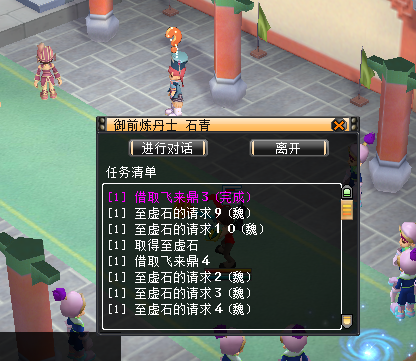 御前炼丹士 石青
进行对话 离开
任务清单
[1] 借取飞来鼎3 (完成)
[1] 至虚石的请求9(魏)
[1] 至虚石的请求10(魏)
[1] 取得至虚石
[1] 借取飞来鼎4
[1] 至虚石的请求2(魏)
[1] 至虚石的请求3(魏)
[1] 至虚石的请求4(魏)